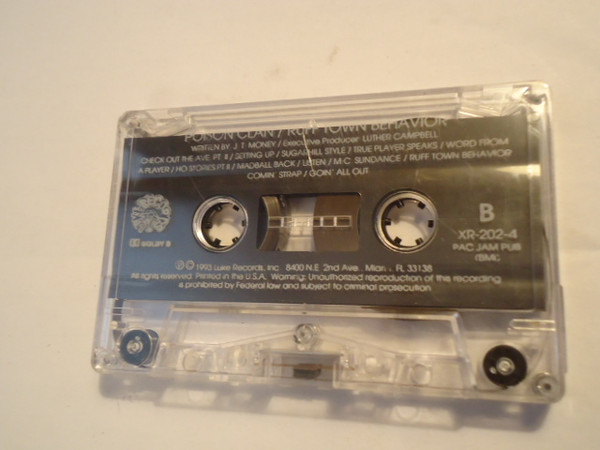 POISON CLAN / RUFF TOWN BEHAVIOR
WRITTEN BY: J.T. MONEY / Executive Producer: LUTHER CAMPBELL
CHECK OUT THE AVE. PT. II / SETTING UP / SUGARHILL STYLE / TRUE PLAYER SPEAKS / WORD FROM
A PLAYER / HO STORIES PT II / MADBALL BACK / LISTEN / M.C. SUNDANCE / RUFF TOWN BEHAVIOR
COMIN' STRAP / GOIN' ALL OUT
B
XR-202-4
PAC JAM PUB
(BMI)
DOLBY B
℗ © 1993 Luke Records, Inc. 8400 N.E. 2nd Ave., Miami, FL 33138
All rights reserved. Printed in the U.S.A. Warning: Unauthorized reproduction of this recording
is prohibited by Federal law and subject to criminal prosecution